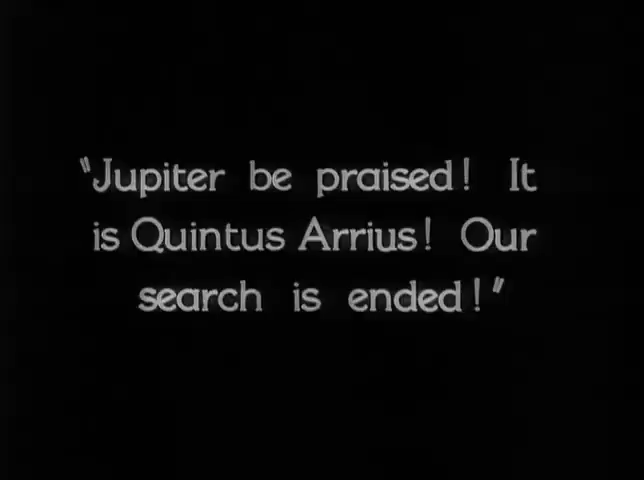 "Jupiter be praised! It
is Quintus Arrius! Our
search is ended!"